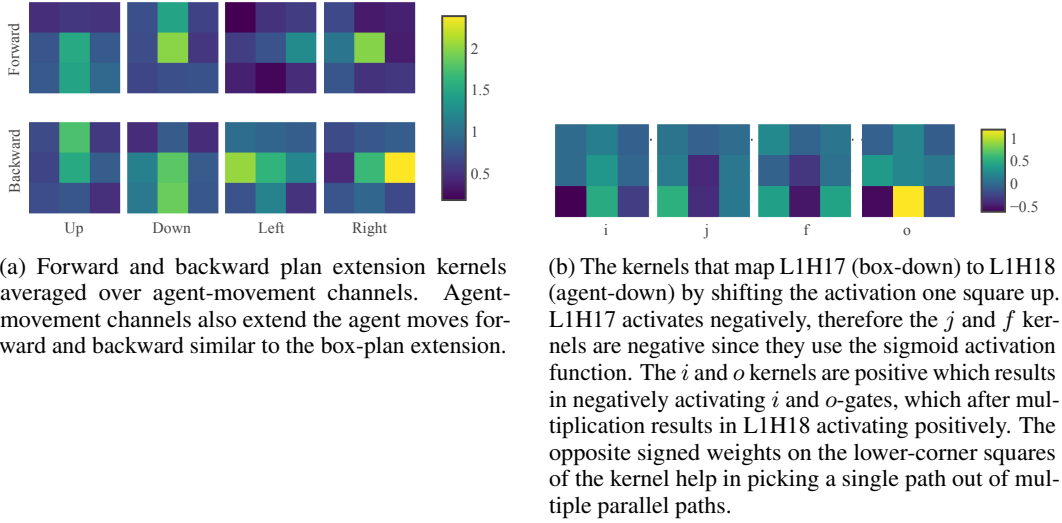 Forward
2
1.5
1
0.5
Backward
Up
Down
Left
Right
(a) Forward and backward plan extension kernels
averaged over agent-movement channels. Agent-
movement channels also extend the agent moves for-
ward and backward similar to the box-plan extension.
1
0.5
0
−0.5
i
j
f
o
(b) The kernels that map L1H17 (box-down) to L1H18
(agent-down) by shifting the activation one square up.
L1H17 activates negatively, therefore the j and f ker-
nels are negative since they use the sigmoid activation
function. The i and o kernels are positive which results
in negatively activating i and o-gates, which after mul-
tiplication results in L1H18 activating positively. The
opposite signed weights on the lower-corner squares
of the kernel help in picking a single path out of mul-
tiple parallel paths.